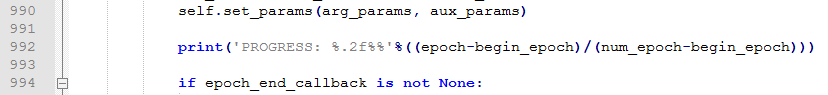 990 self.set_params(arg_params, aux_params)
991
992 print('PROGRESS: %.2f%%'%((epoch-begin_epoch)/(num_epoch-begin_epoch)))
993
994 if epoch_end_callback is not None: